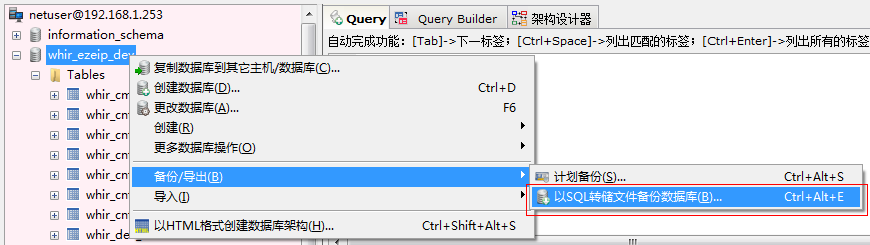 netuser@192.168.1.253
information_schema
whir_ezeip_dev
Tables
whir_cm
whir_cm
whir_cm
whir_cm
whir_cm
whir_cm
whir_cm
whir_dev
Query
Query Builder
架构设计器
自动完成功能：[Tab]->下一标签；[Ctrl+Space]->列出匹配的标签；[Ctrl+Enter]->列出所有的标签
复制数据库到其它主机/数据库(C)...
创建数据库(D)... Ctrl+D
更改数据库(A)... F6
创建(R)
更多数据库操作(O)
备份/导出(B)
导入(I)
以HTML格式创建数据库架构(H)... Ctrl+Shift+Alt+S
计划备份(S)... Ctrl+Alt+S
以SQL转储文件备份数据库(B)... Ctrl+Alt+E